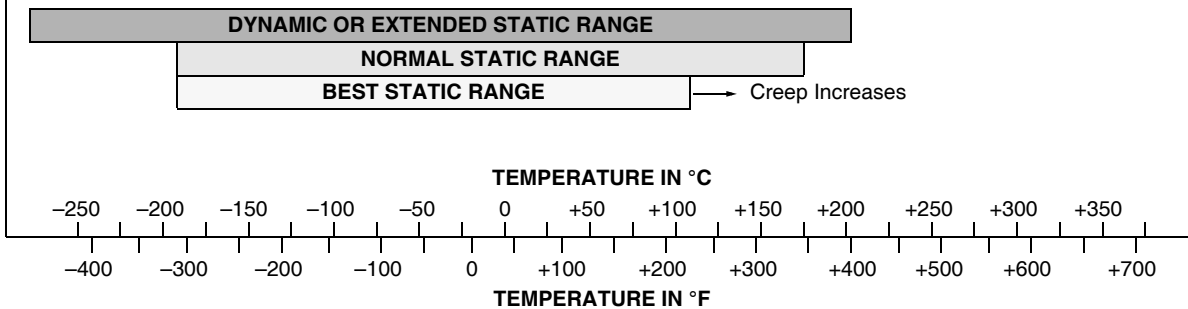 DYNAMIC OR EXTENDED STATIC RANGE
NORMAL STATIC RANGE
BEST STATIC RANGE Creep Increases
TEMPERATURE IN °C
–250 –200 –150 –100 –50 0 +50 +100 +150 +200 +250 +300 +350
–400 –300 –200 –100 0 +100 +200 +300 +400 +500 +600 +700
TEMPERATURE IN °F